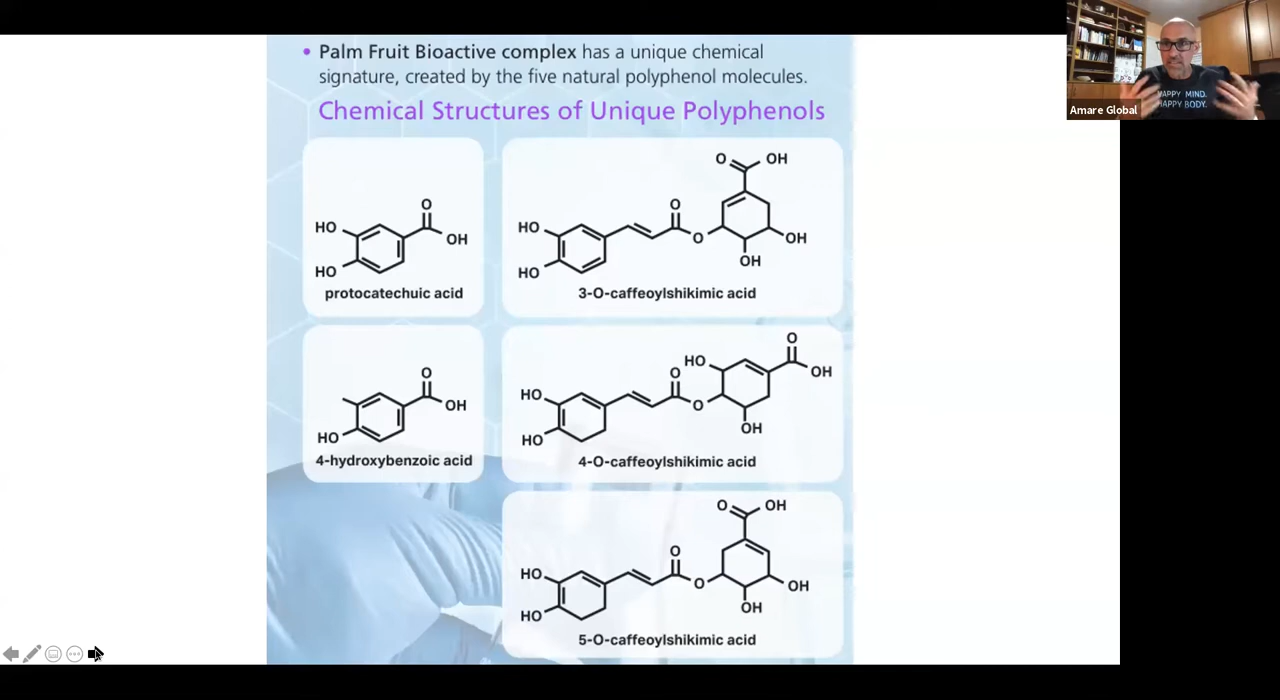 • Palm Fruit Bioactive complex has a unique chemical
signature, created by the five natural polyphenol molecules.
Chemical Structures of Unique Polyphenols
HAPPY MIND.
HAPPY BODY.
Amare Global
HO
HO
O
OH
protocatechuic acid
HO
HO
O
O
O
OH
OH
OH
3-O-caffeoylshikimic acid
HO
O
OH
4-hydroxybenzoic acid
HO
HO
O
O
HO
O
OH
OH
4-O-caffeoylshikimic acid
HO
HO
O
O
O
OH
OH
OH
5-O-caffeoylshikimic acid